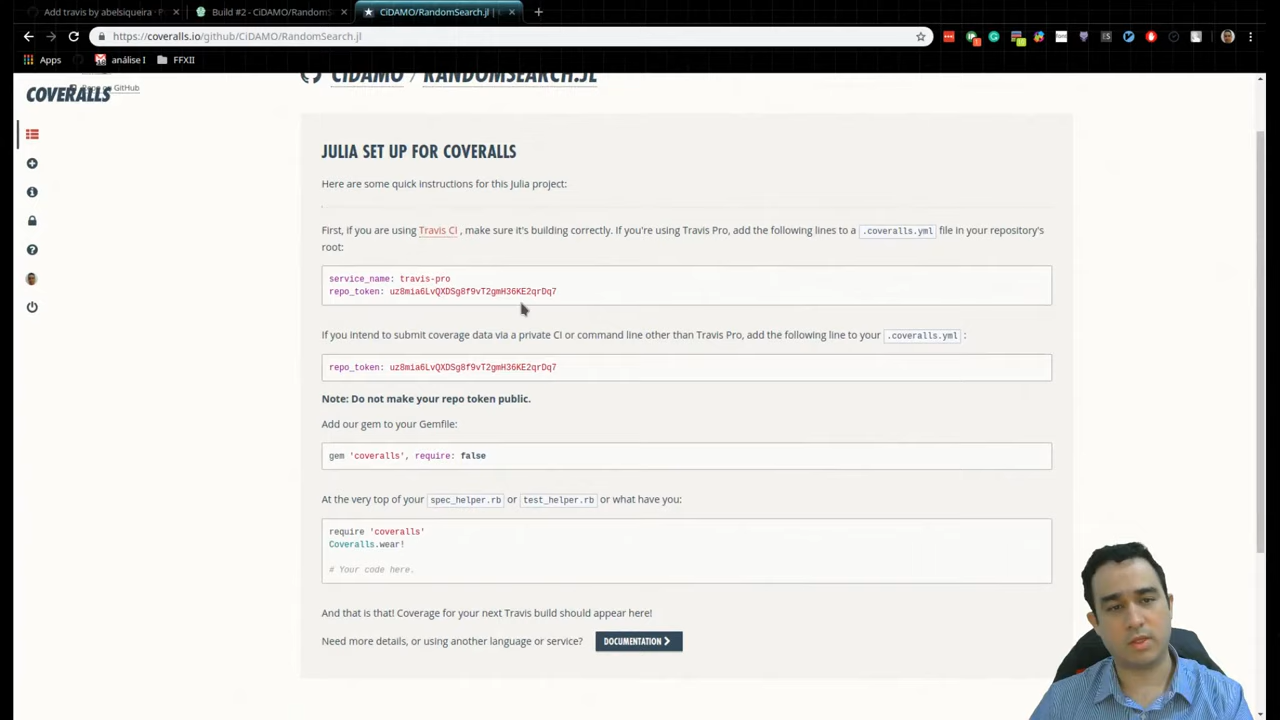 Add travis by abelsiqueira · P
Build #2 - CiDAMO/RandomSearch
CiDAMO/RandomSearch.jl |
https://coveralls.io/github/CiDAMO/RandomSearch.jl
Apps
análise I
FFXII
COVERALLS
Repo on GitHub
CIDAMO / RANDOMSEARCH.JL
JULIA SET UP FOR COVERALLS
Here are some quick instructions for this Julia project:
First, if you are using Travis CI , make sure it's building correctly. If you're using Travis Pro, add the following lines to a .coveralls.yml file in your repository's
root:
service_name: travis-pro
repo_token: uz8mia6LvQXDSg8f9vT2gmH36KE2qrDq7
If you intend to submit coverage data via a private CI or command line other than Travis Pro, add the following line to your .coveralls.yml :
repo_token: uz8mia6LvQXDSg8f9vT2gmH36KE2qrDq7
Note: Do not make your repo token public.
Add our gem to your Gemfile:
gem 'coveralls', require: false
At the very top of your spec_helper.rb or test_helper.rb or what have you:
require 'coveralls'
Coveralls.wear!
# Your code here.
And that is that! Coverage for your next Travis build should appear here!
Need more details, or using another language or service? DOCUMENTATION